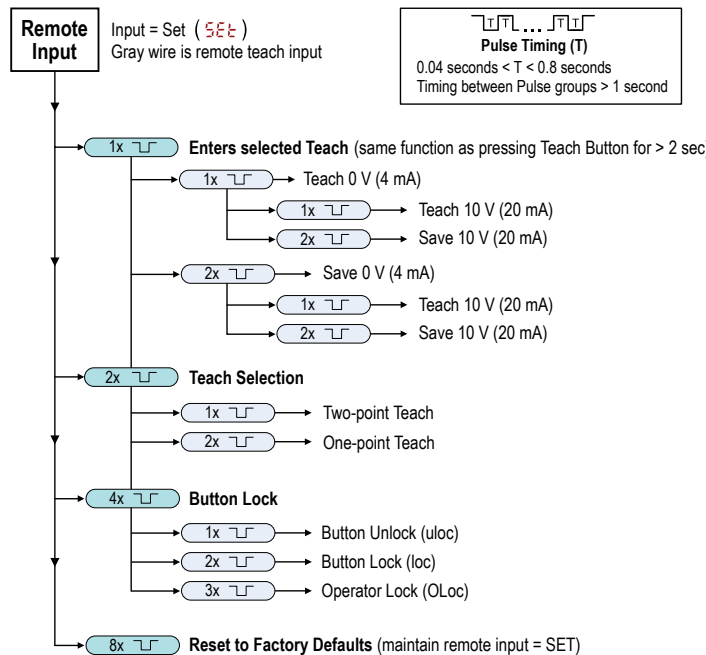 Remote Input
Input = Set ( SEt )
Gray wire is remote teach input
T T ... T T
Pulse Timing (T)
0.04 seconds < T < 0.8 seconds
Timing between Pulse groups > 1 second
1x Enters selected Teach (same function as pressing Teach Button for > 2 sec)
1x Teach 0 V (4 mA)
1x Teach 10 V (20 mA)
2x Save 10 V (20 mA)
2x Save 0 V (4 mA)
1x Teach 10 V (20 mA)
2x Save 10 V (20 mA)
2x Teach Selection
1x Two-point Teach
2x One-point Teach
4x Button Lock
1x Button Unlock (uloc)
2x Button Lock (loc)
3x Operator Lock (OLoc)
8x Reset to Factory Defaults (maintain remote input = SET)